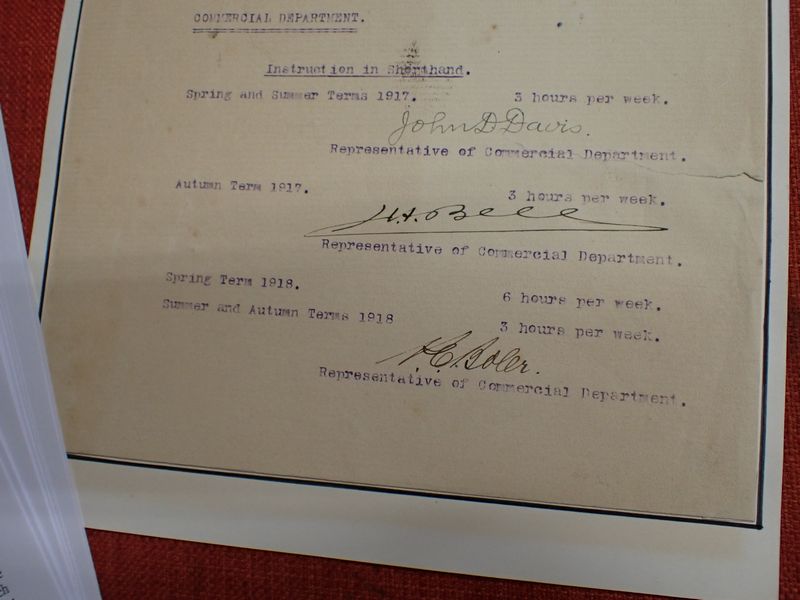 COMMERCIAL DEPARTMENT.
Instruction in Shorthand.
Spring and Summer Terms 1917. 3 hours per week.
John D Davis.
Representative of Commercial Department.
Autumn Term 1917. 3 hours per week.
Bell
Representative of Commercial Department.
Spring Term 1918. 6 hours per week.
Summer and Autumn Terms 1918 3 hours per week.
Representative of Commercial Department.